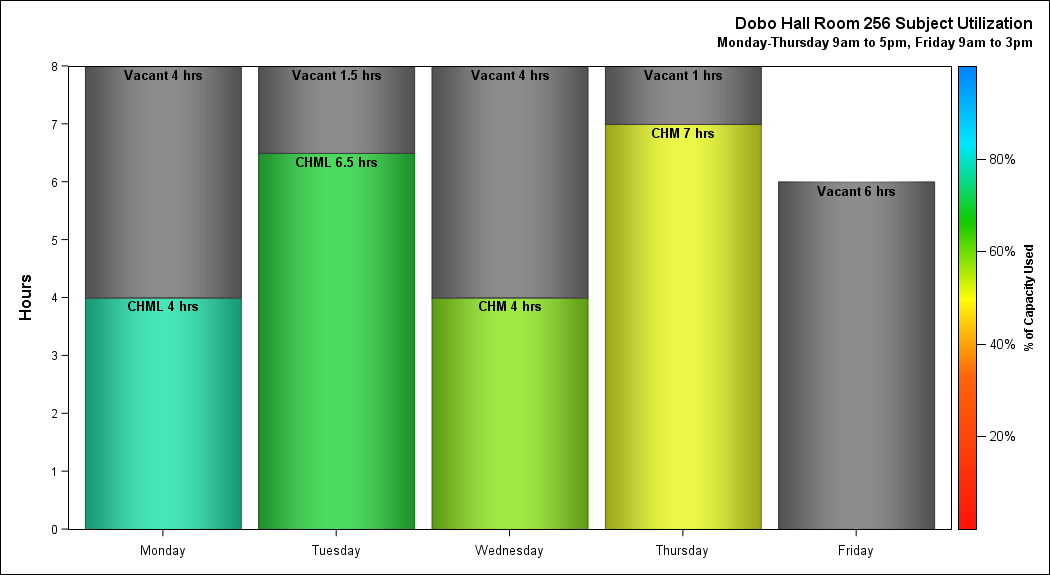 Dobo Hall Room 256 Subject Utilization
Monday-Thursday 9am to 5pm, Friday 9am to 3pm
8
7
6
5
4
3
2
1
0
Hours
Vacant 4 hrs
CHML 4 hrs
Vacant 1.5 hrs
CHML 6.5 hrs
Vacant 4 hrs
CHM 4 hrs
Vacant 1 hrs
CHM 7 hrs
Vacant 6 hrs
Monday
Tuesday
Wednesday
Thursday
Friday
80%
60%
40%
20%
% of Capacity Used